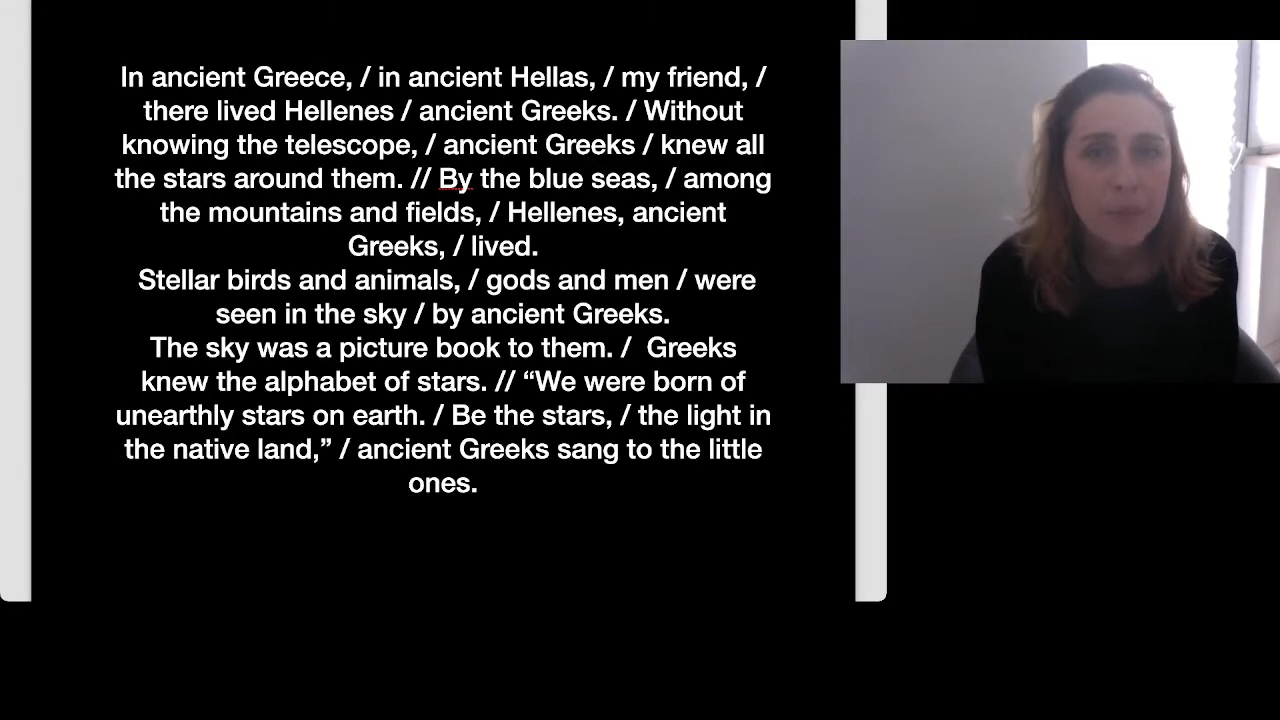 In ancient Greece, / in ancient Hellas, / my friend, /
there lived Hellenes / ancient Greeks. / Without
knowing the telescope, / ancient Greeks / knew all
the stars around them. // By the blue seas, / among
the mountains and fields, / Hellenes, ancient
Greeks, / lived.
Stellar birds and animals, / gods and men / were
seen in the sky / by ancient Greeks.
The sky was a picture book to them. /  Greeks
knew the alphabet of stars. // “We were born of
unearthly stars on earth. / Be the stars, / the light in
the native land,” / ancient Greeks sang to the little
ones.